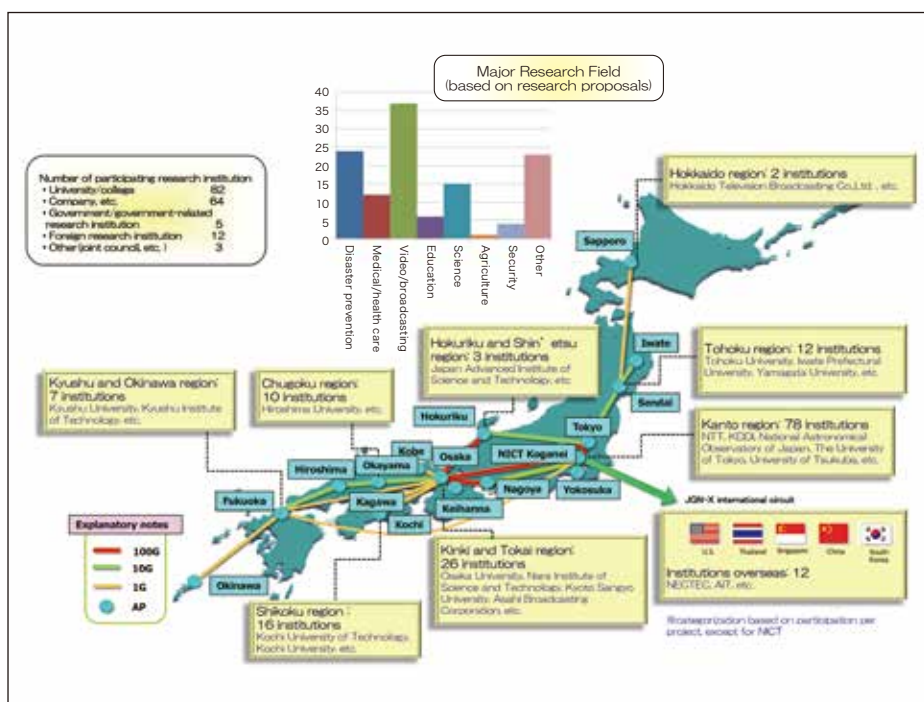 Major Research Field
(based on research proposals)
40
35
30
25
20
15
10
5
0
Disaster prevention
Medical/health care
Video/broadcasting
Education
Science
Agriculture
Security
Other
Number of participating research institution
• University/college 82
• Company, etc. 64
• Government/government-related
research institution 5
• Foreign research institution 12
• Other(joint council, etc. ) 3
Hokkaido region: 2 institutions
Hokkaido Television Broadcasting Co.,Ltd., etc.
Sapporo
Hokuriku and Shin' etsu
region: 3 institutions
Japan Advanced Institute of
Science and Technology, etc
Iwate
Tohoku region: 12 institutions
Tohoku University, Iwate Prefectural
University, Yamagata University, etc.
Sendai
Kyushu and Okinawa region:
7 institutions
Kyushu University, Kyushu Institute
of Technology etc.
Chugoku region:
10 institutions
Hiroshima University, etc.
Hokuriku
Tokyo
Kanto region: 78 institutions
NTT, KDDI, National Astronomical
Observatory of Japan, The University
of Tokyo, University of Tsukuba, etc.
Kobe
Osaka
NICT Koganei
Okayama
Hiroshima
Fukuoka
Kagawa
Nagoya
Yokosuka
Keihanna
Kochi
JGN-X international circuit
U.S.
Thailand
Singapore
China
South
Korea
Institutions overseas: 12
NECTEC, AIT, etc.
Explanatory notes
100G
10G
1G
AP
Okinawa
Kinki and Tokai region:
26 institutions
Osaka University, Nara Institute of
Science and Technology, Kyoto Sangyo
University, Asahi Broadcasting
Corporation, etc.
Shikoku region :
16 institutions
Kochi University of Technology,
Kochi University, etc.
※categorization based on participation per
project, except for NICT